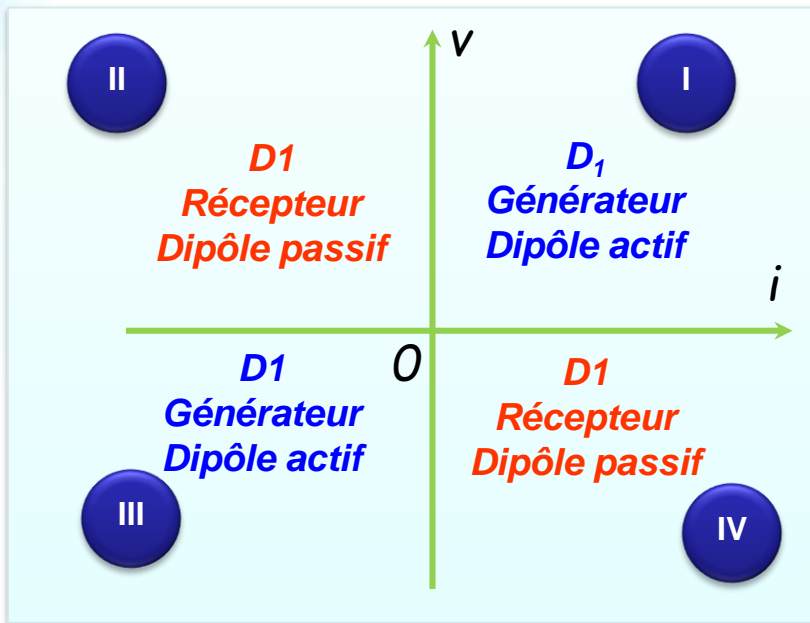 v
II
I
D1
Récepteur
Dipôle passif
D₁
Générateur
Dipôle actif
i
0
D1
Générateur
Dipôle actif
D1
Récepteur
Dipôle passif
III
IV